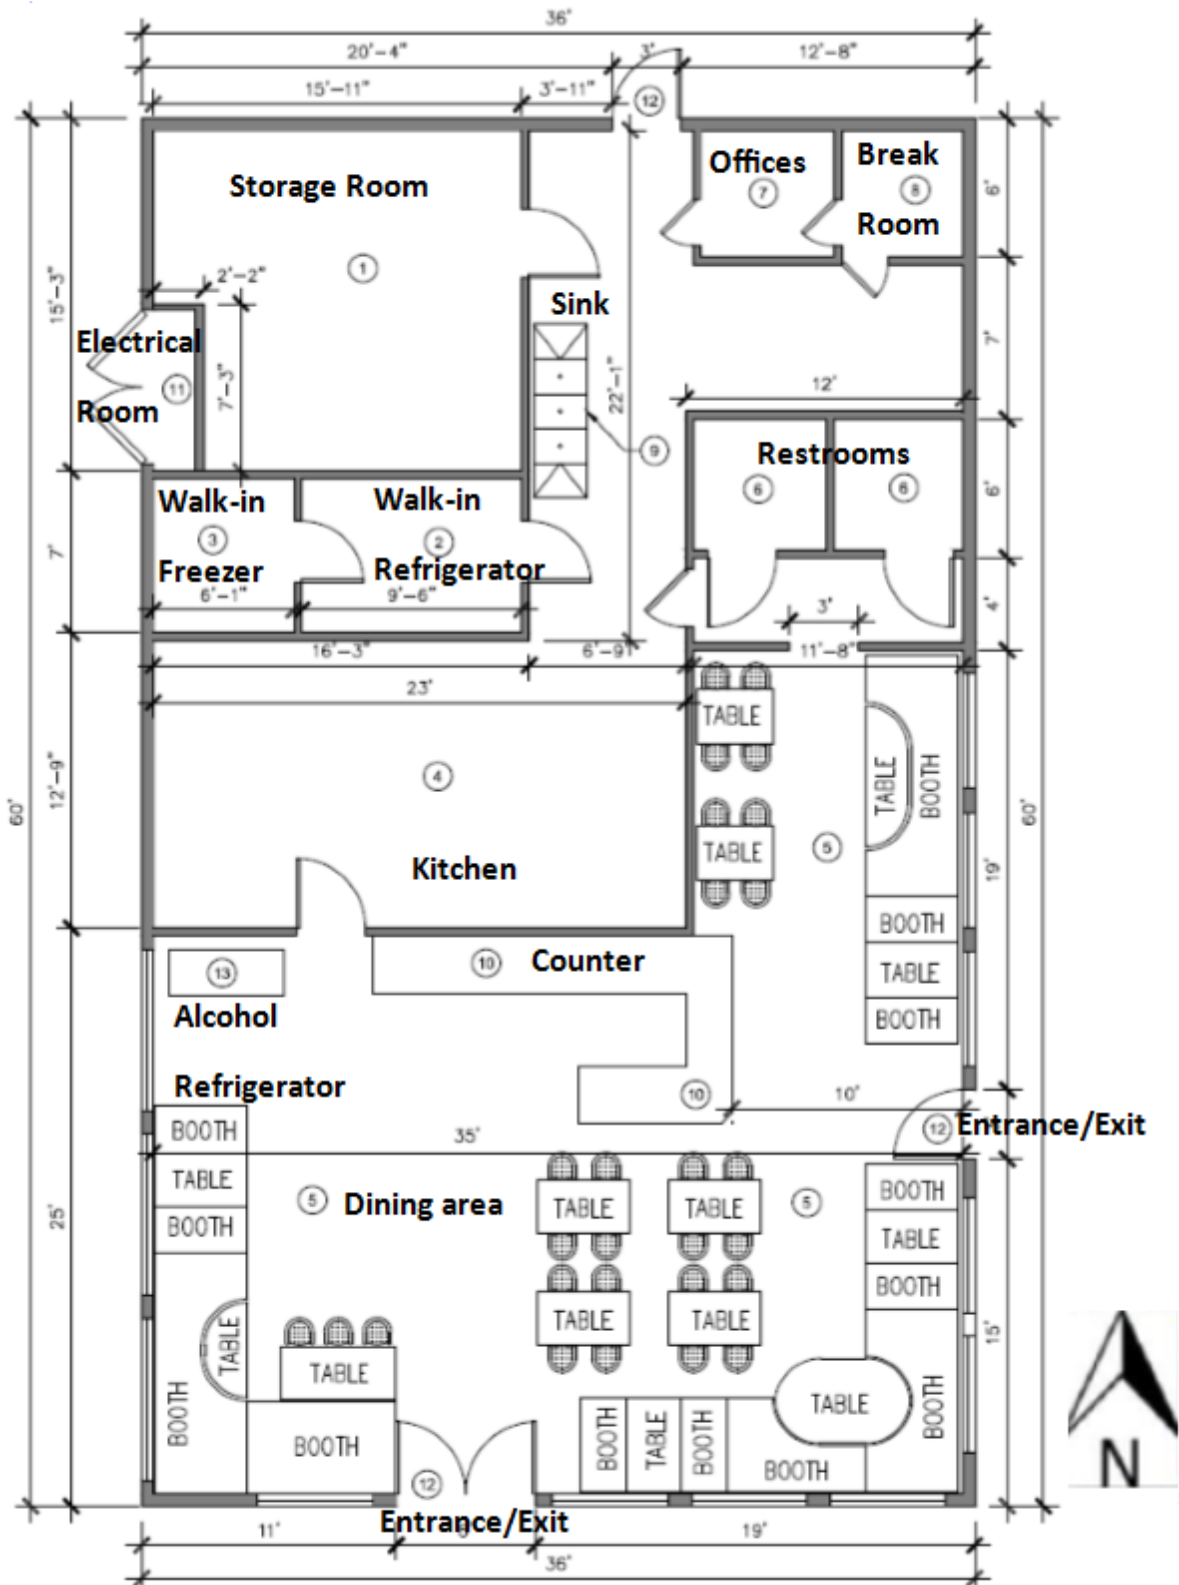 36'
20'-4"
3'
12'-8"
15'-11"
3'-11"
12
Storage Room
Offices
7
Break
8
Room
6'
1
2'-2"
15'-3"
Sink
Electrical
11
Room
7'-3"
22'-1"
7'
12'
9
Restrooms
6
6
6'
Walk-in
3
Freezer
6'-1"
Walk-in
2
Refrigerator
9'-6"
7'
3'
4'
16'-3"
6'-9"
11'-8"
23'
TABLE
TABLE
BOOTH
4
12'-9"
60'
60'
TABLE
5
19'
Kitchen
BOOTH
13
10
Counter
TABLE
Alcohol
BOOTH
Refrigerator
10
10'
12
Entrance/Exit
BOOTH
35'
TABLE
5
Dining area
TABLE
TABLE
5
BOOTH
25'
BOOTH
TABLE
BOOTH
TABLE
TABLE
TABLE
15'
TABLE
TABLE
BOOTH
BOOTH
BOOTH
BOOTH
TABLE
BOOTH
BOOTH
N
12
Entrance/Exit
11'
19'
36'